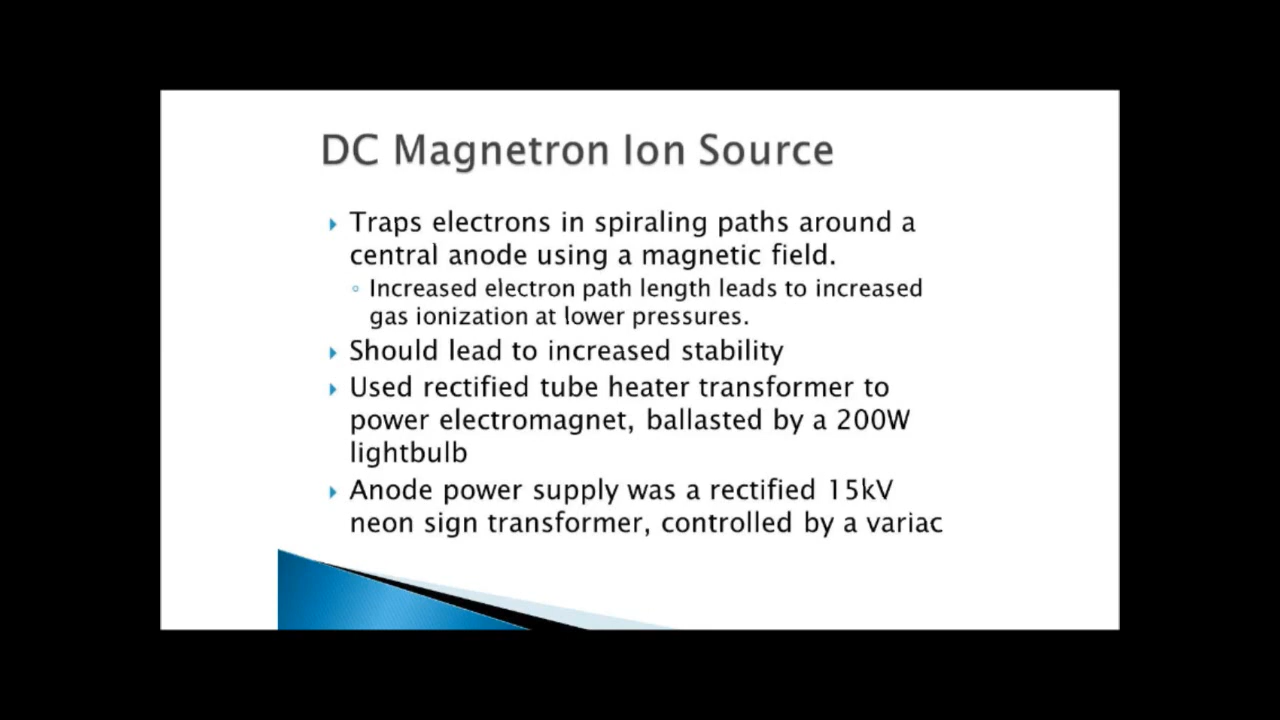 DC Magnetron Ion Source
Traps electrons in spiraling paths around a
central anode using a magnetic field.
Increased electron path length leads to increased
gas ionization at lower pressures.
Should lead to increased stability
Used rectified tube heater transformer to
power electromagnet, ballasted by a 200W
lightbulb
Anode power supply was a rectified 15kV
neon sign transformer, controlled by a variac